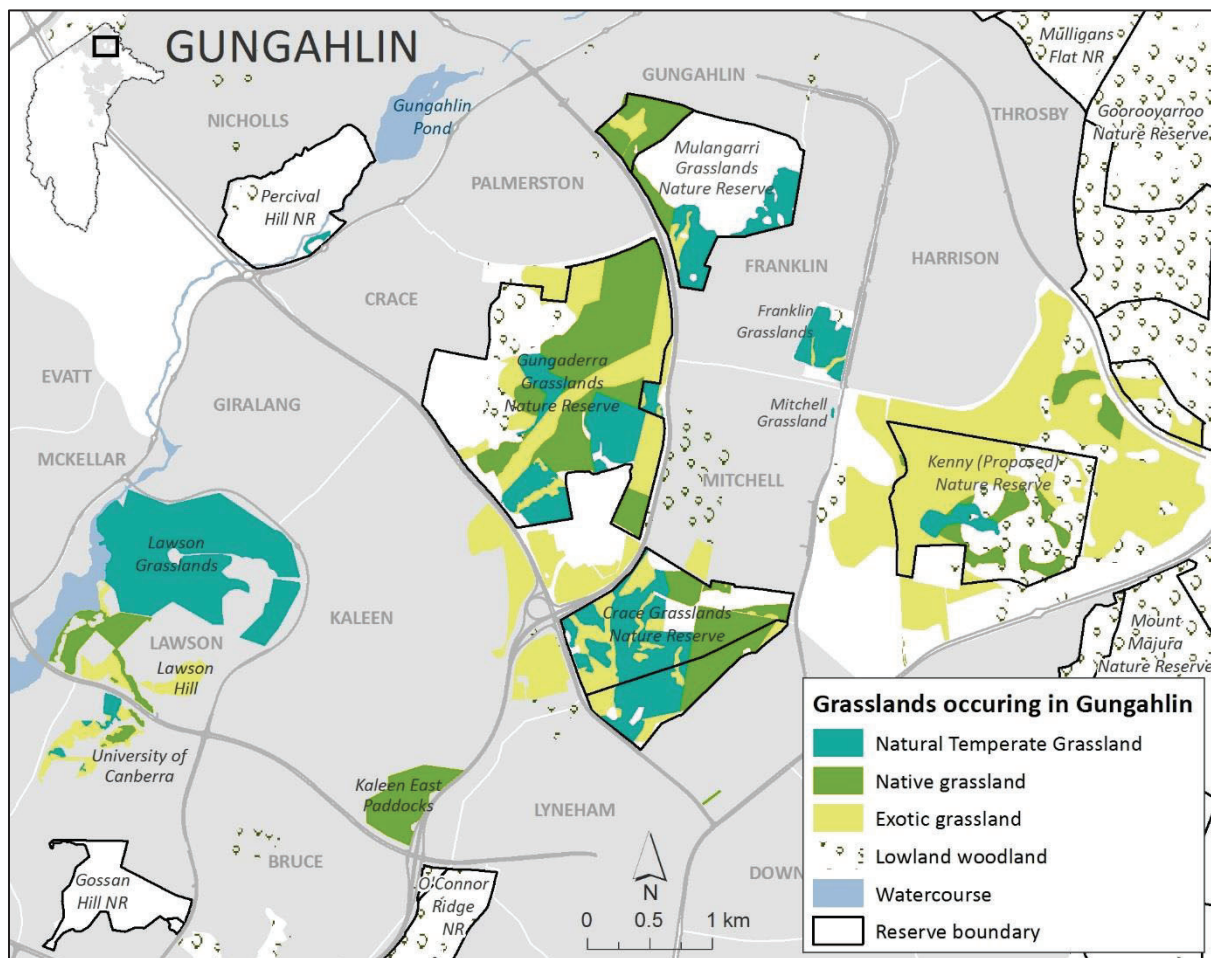 GUNGAHLIN
NICHOLLS
Gungahlin
Pond
GUNGAHLIN
Mulligans
Flat NR
THROSBY
Goorooyarroo
Nature Reserve
PALMERSTON
Mulangarri
Grasslands
Nature Reserve
Percival
Hill NR
CRACE
FRANKLIN
HARRISON
Franklin
Grasslands
EVATT
GIRALANG
Gungaderra
Grasslands
Nature Reserve
Mitchell
Grassland
MCKELLAR
MITCHELL
Kenny (Proposed)
Nature Reserve
Lawson
Grasslands
KALEEN
Crace Grasslands
Nature Reserve
LAWSON
Lawson
Hill
Mount
Majura
Nature Reserve
University of
Canberra
Kaleen East
Paddocks
LYNEHAM
BRUCE
DOWN
Gossan
Hill NR
O'Connor
Ridge
NR
N
0 0.5 1 km
Grasslands occuring in Gungahlin
Natural Temperate Grassland
Native grassland
Exotic grassland
Lowland woodland
Watercourse
Reserve boundary